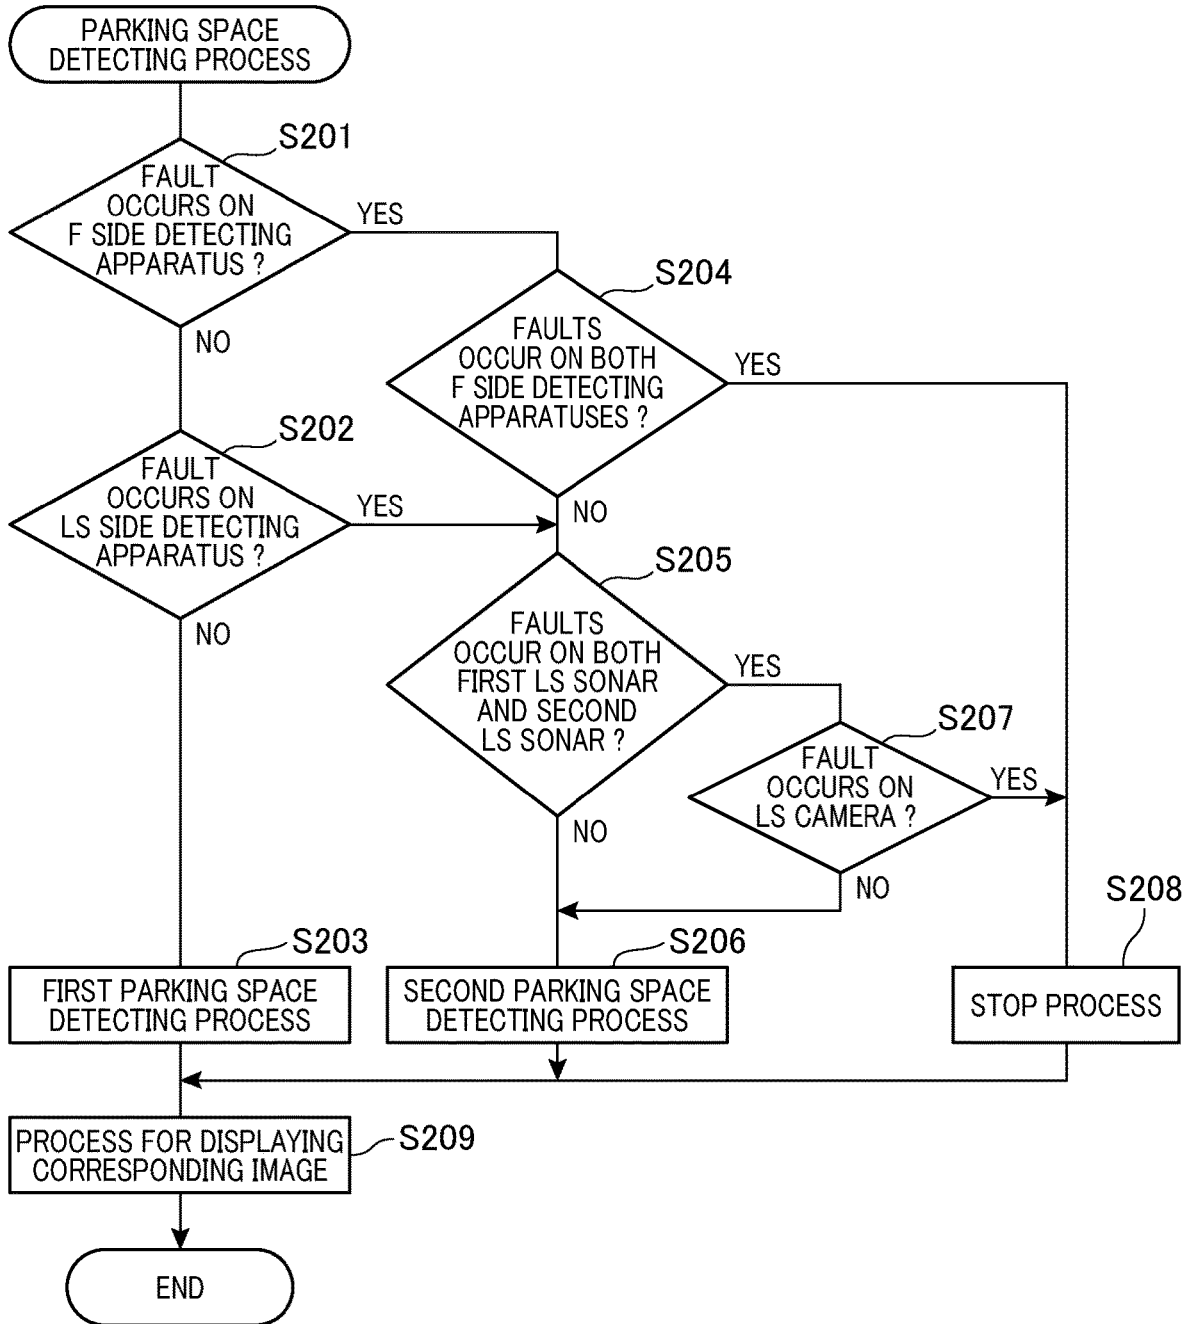 PARKING SPACE
DETECTING PROCESS
S201
FAULT
OCCURS ON
F SIDE DETECTING
APPARATUS ?
YES
NO
S204
FAULTS
OCCUR ON BOTH
F SIDE DETECTING
APPARATUSES ?
YES
NO
S202
FAULT
OCCURS ON
LS SIDE DETECTING
APPARATUS ?
YES
NO
S205
FAULTS
OCCUR ON BOTH
FIRST LS SONAR
AND SECOND
LS SONAR ?
YES
NO
S207
FAULT
OCCURS ON
LS CAMERA ?
YES
NO
S203
FIRST PARKING SPACE
DETECTING PROCESS
S206
SECOND PARKING SPACE
DETECTING PROCESS
S208
STOP PROCESS
S209
PROCESS FOR DISPLAYING
CORRESPONDING IMAGE
END